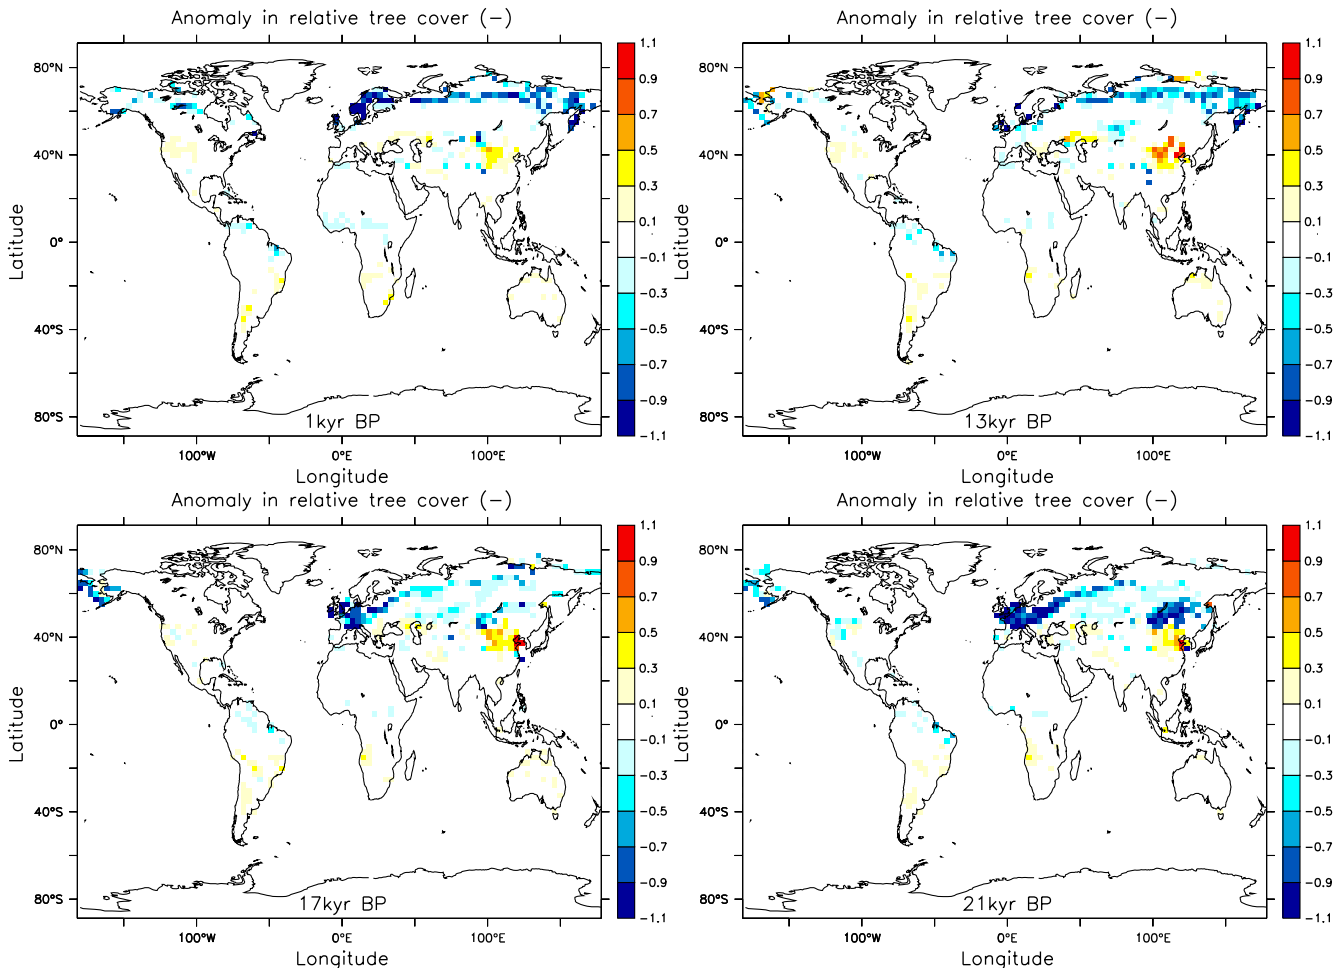 Anomaly in relative tree cover (−)
80°N
40°N
0°
40°S
80°S
Latitude
100°W
0°E
100°E
Longitude
1kyr BP
1.1
0.9
0.7
0.5
0.3
0.1
−0.1
−0.3
−0.5
−0.7
−0.9
−1.1
Anomaly in relative tree cover (−)
80°N
40°N
0°
40°S
80°S
Latitude
100°W
0°E
100°E
Longitude
13kyr BP
1.1
0.9
0.7
0.5
0.3
0.1
−0.1
−0.3
−0.5
−0.7
−0.9
−1.1
Anomaly in relative tree cover (−)
80°N
40°N
0°
40°S
80°S
Latitude
100°W
0°E
100°E
Longitude
17kyr BP
1.1
0.9
0.7
0.5
0.3
0.1
−0.1
−0.3
−0.5
−0.7
−0.9
−1.1
Anomaly in relative tree cover (−)
80°N
40°N
0°
40°S
80°S
Latitude
100°W
0°E
100°E
Longitude
21kyr BP
1.1
0.9
0.7
0.5
0.3
0.1
−0.1
−0.3
−0.5
−0.7
−0.9
−1.1